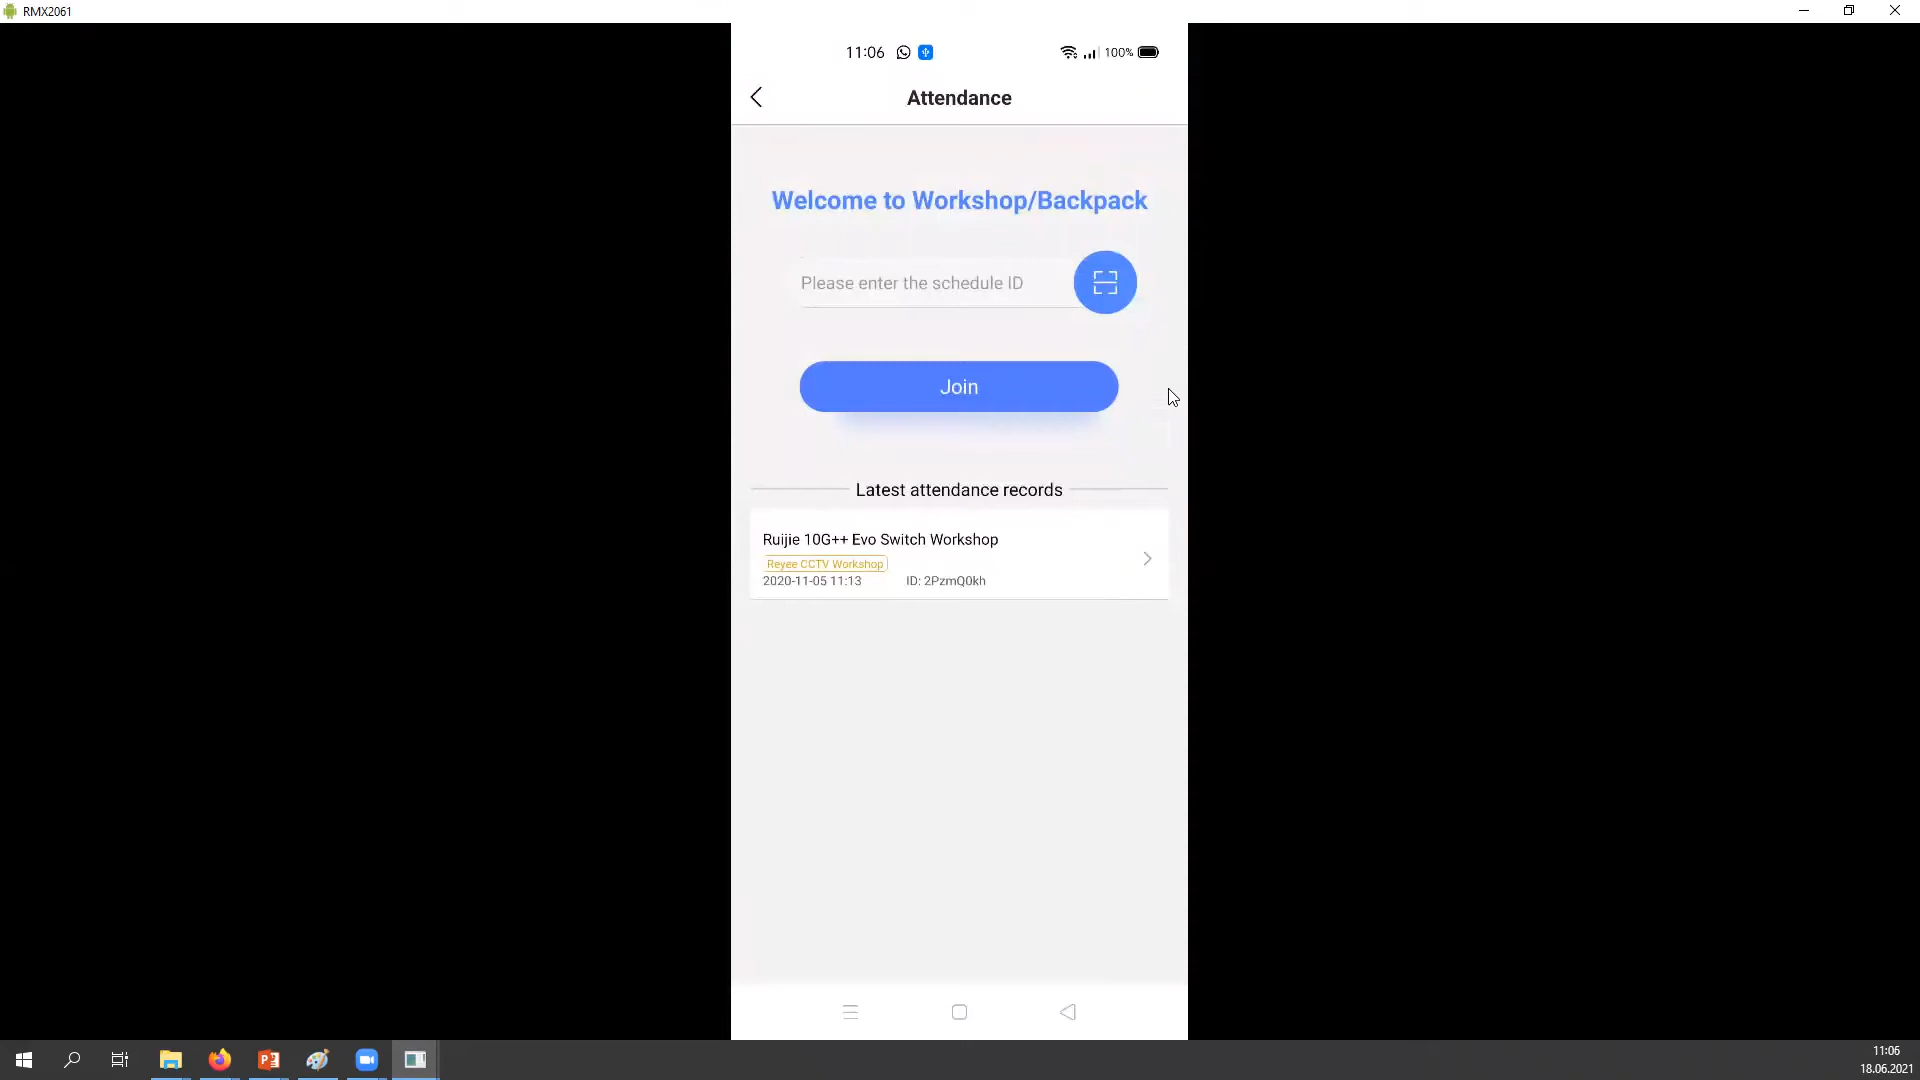 RMX2061
11:06
100%
Attendance
Welcome to Workshop/Backpack
Please enter the schedule ID
Join
Latest attendance records
Ruijie 10G++ Evo Switch Workshop
Reyee CCTV Workshop
2020-11-05 11:13 ID: 2PzmQ0kh
11:06
18.06.2021